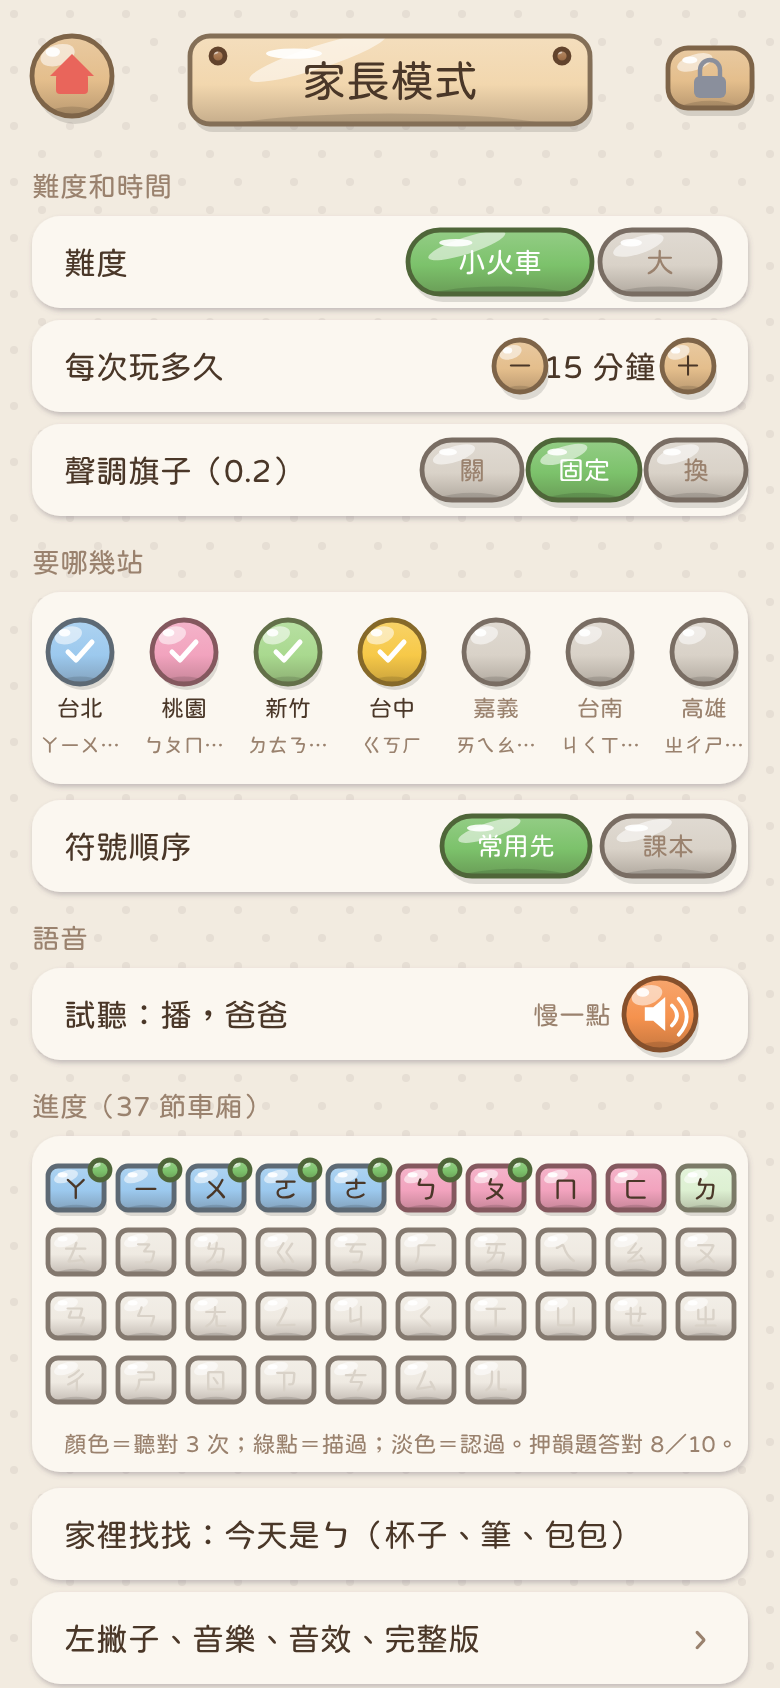 家長模式
難度和時間
難度 小火車 大
每次玩多久 － 15 分鐘 ＋
聲調旗子（0.2） 關 固定 換
要哪幾站
台北 桃園 新竹 台中 嘉義 台南 高雄
ㄚㄧㄨ… ㄅㄆㄇ… ㄉㄊㄋ… ㄍㄎㄏ ㄞㄟㄠ… ㄐㄑㄒ… ㄓㄔㄕ…
符號順序 常用先 課本
語音
試聽：播，爸爸 慢一點
進度（37 節車廂）
ㄚ ㄧ ㄨ ㄛ ㄜ ㄅ ㄆ ㄇ ㄈ ㄉ
ㄊ ㄋ ㄌ ㄍ ㄎ ㄏ ㄞ ㄟ ㄠ ㄡ
ㄢ ㄣ ㄤ ㄥ ㄐ ㄑ ㄒ ㄩ ㄝ ㄓ
ㄔ ㄕ ㄖ ㄗ ㄘ ㄙ ㄦ
顏色＝聽對 3 次；綠點＝描過；淡色＝認過。押韻題答對 8／10。
家裡找找：今天是ㄅ（杯子、筆、包包）
左撇子、音樂、音效、完整版